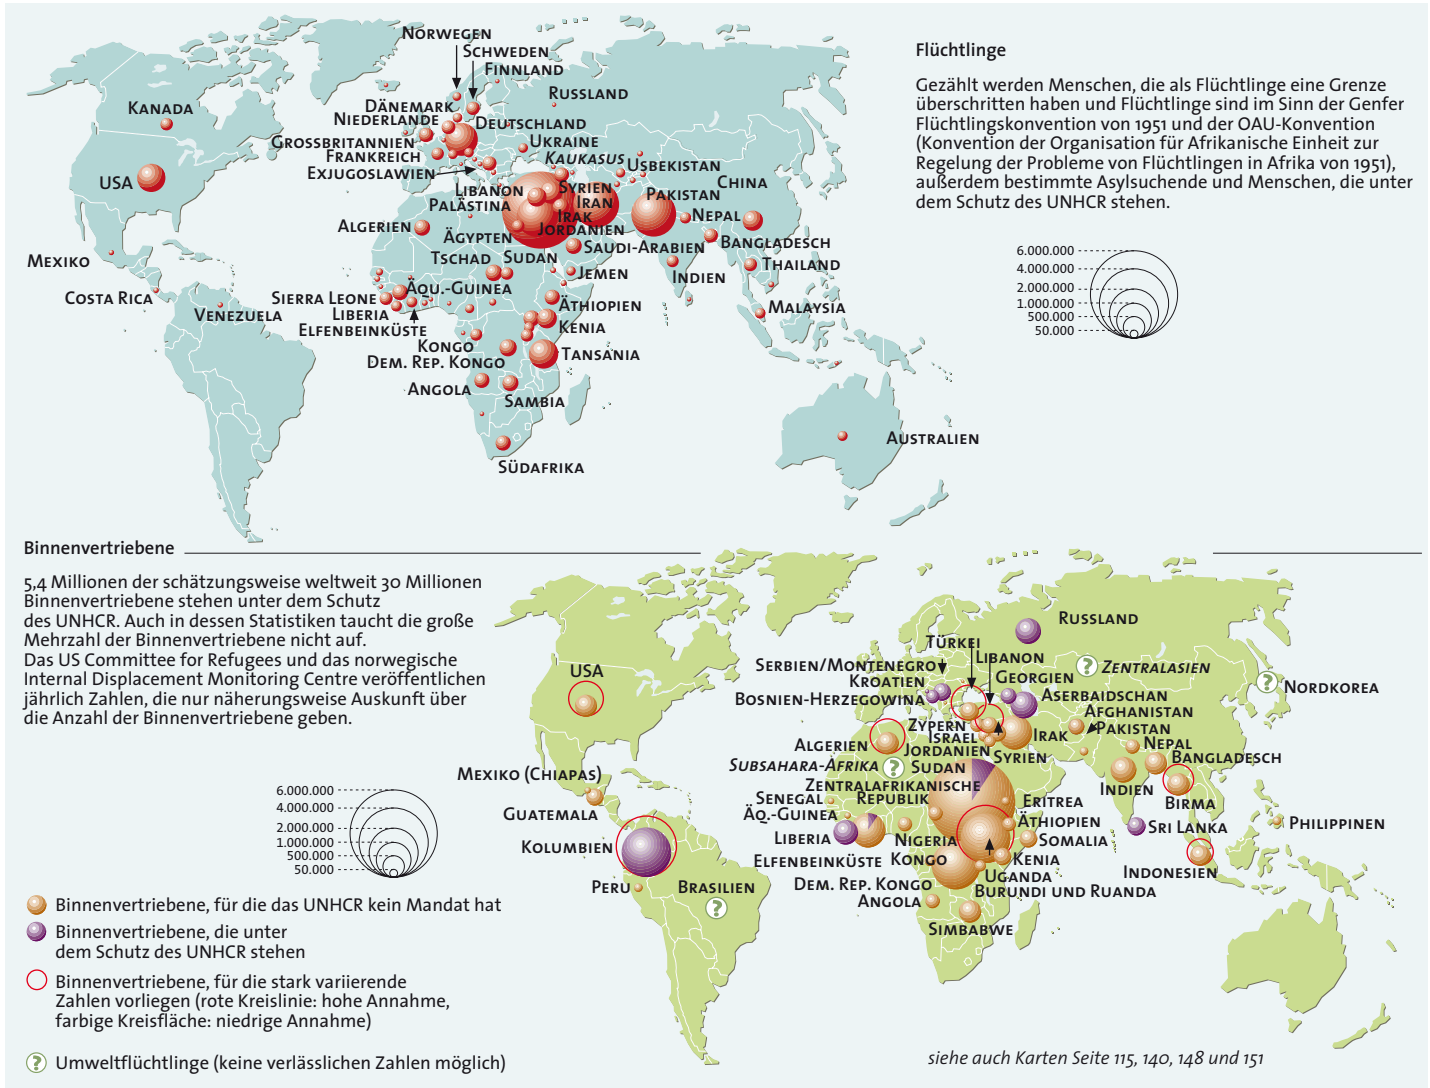 NORWEGEN
SCHWEDEN
FINNLAND
RUSSLAND
KANADA
DÄNEMARK
NIEDERLANDE
DEUTSCHLAND
GROSSBRITANNIEN
UKRAINE
FRANKREICH
KAUKASUS
USBEKISTAN
EXJUGOSLAWIEN
USA
LIBANON
SYRIEN
PAKISTAN
CHINA
PALÄSTINA
IRAN
IRAK
NEPAL
ALGERIEN
JORDANIEN
ÄGYPTEN
SAUDI-ARABIEN
BANGLADESCH
MEXIKO
TSCHAD
SUDAN
JEMEN
INDIEN
THAILAND
COSTA RICA
SIERRA LEONE
ÄQU.-GUINEA
VENEZUELA
LIBERIA
ÄTHIOPIEN
MALAYSIA
ELFENBEINKÜSTE
KENIA
KONGO
DEM. REP. KONGO
TANSANIA
ANGOLA
SAMBIA
AUSTRALIEN
SÜDAFRIKA
Flüchtlinge
Gezählt werden Menschen, die als Flüchtlinge eine Grenze
überschritten haben und Flüchtlinge sind im Sinn der Genfer
Flüchtlingskonvention von 1951 und der OAU-Konvention
(Konvention der Organisation für Afrikanische Einheit zur
Regelung der Probleme von Flüchtlingen in Afrika von 1951),
außerdem bestimmte Asylsuchende und Menschen, die unter
dem Schutz des UNHCR stehen.
6.000.000
4.000.000
2.000.000
1.000.000
500.000
50.000
Binnenvertriebene
5,4 Millionen der schätzungsweise weltweit 30 Millionen
Binnenvertriebene stehen unter dem Schutz
des UNHCR. Auch in dessen Statistiken taucht die große
Mehrzahl der Binnenvertriebene nicht auf.
Das US Committee for Refugees und das norwegische
Internal Displacement Monitoring Centre veröffentlichen
jährlich Zahlen, die nur näherungsweise Auskunft über
die Anzahl der Binnenvertriebene geben.
RUSSLAND
TÜRKEI
LIBANON
SERBIEN/MONTENEGRO
? ZENTRALASIEN
USA
KROATIEN
GEORGIEN
? NORDKOREA
BOSNIEN-HERZEGOWINA
ASERBAIDSCHAN
AFGHANISTAN
ZYPERN
PAKISTAN
ISRAEL
IRAK
ALGERIEN
JORDANIEN
NEPAL
SUBSAHARA-AFRIKA ?
SUDAN
SYRIEN
BANGLADESCH
MEXIKO (CHIAPAS)
ZENTRALAFRIKANISCHE
REPUBLIK
INDIEN
SENEGAL
ERITREA
BIRMA
GUATEMALA
ÄQ.-GUINEA
ÄTHIOPIEN
SRI LANKA
PHILIPPINEN
KOLUMBIEN
LIBERIA
NIGERIA
SOMALIA
ELFENBEINKÜSTE
KONGO
KENIA
INDONESIEN
UGANDA
PERU
BRASILIEN
?
DEM. REP. KONGO
BURUNDI UND RUANDA
ANGOLA
SIMBABWE
6.000.000
4.000.000
2.000.000
1.000.000
500.000
50.000
Binnenvertriebene, für die das UNHCR kein Mandat hat
Binnenvertriebene, die unter
dem Schutz des UNHCR stehen
Binnenvertriebene, für die stark variierende
Zahlen vorliegen (rote Kreislinie: hohe Annahme,
farbige Kreisfläche: niedrige Annahme)
? Umweltflüchtlinge (keine verlässlichen Zahlen möglich)
siehe auch Karten Seite 115, 140, 148 und 151